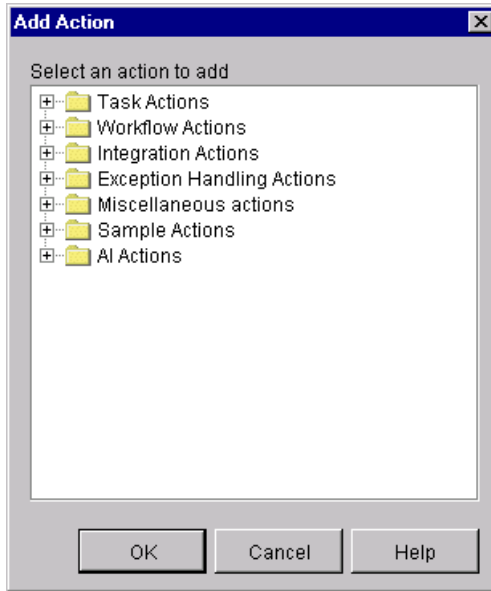 Add Action
Select an action to add
Task Actions
Workflow Actions
Integration Actions
Exception Handling Actions
Miscellaneous actions
Sample Actions
AI Actions
OK Cancel Help